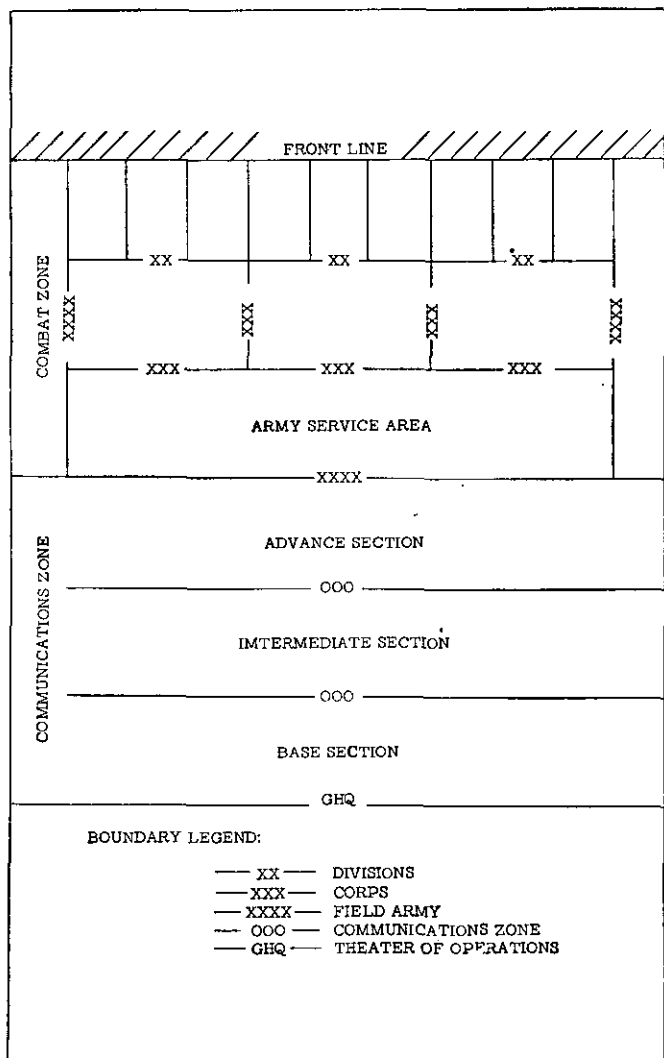 FRONT LINE
XX
XX
XX
COMBAT ZONE
XXXX
XXX
XXX
XXXX
XXX
XXX
XXX
ARMY SERVICE AREA
XXXX
COMMUNICATIONS ZONE
ADVANCE SECTION
OOO
IMTERMEDIATE SECTION
OOO
BASE SECTION
GHQ
BOUNDARY LEGEND:
XX DIVISIONS
XXX CORPS
XXXX FIELD ARMY
OOO COMMUNICATIONS ZONE
GHQ THEATER OF OPERATIONS